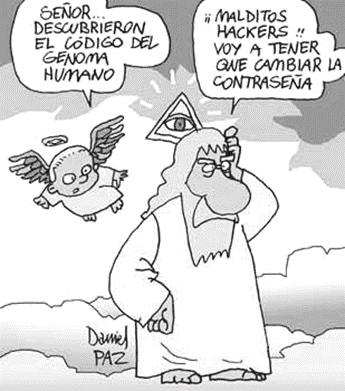 SEÑOR...
DESCUBRIERON
EL CÓDIGO DEL
GENOMA
HUMANO
¡¡MALDITOS
HACKERS!!
VOY A TENER
QUE CAMBIAR LA
CONTRASEÑA
Daniel
PAZ